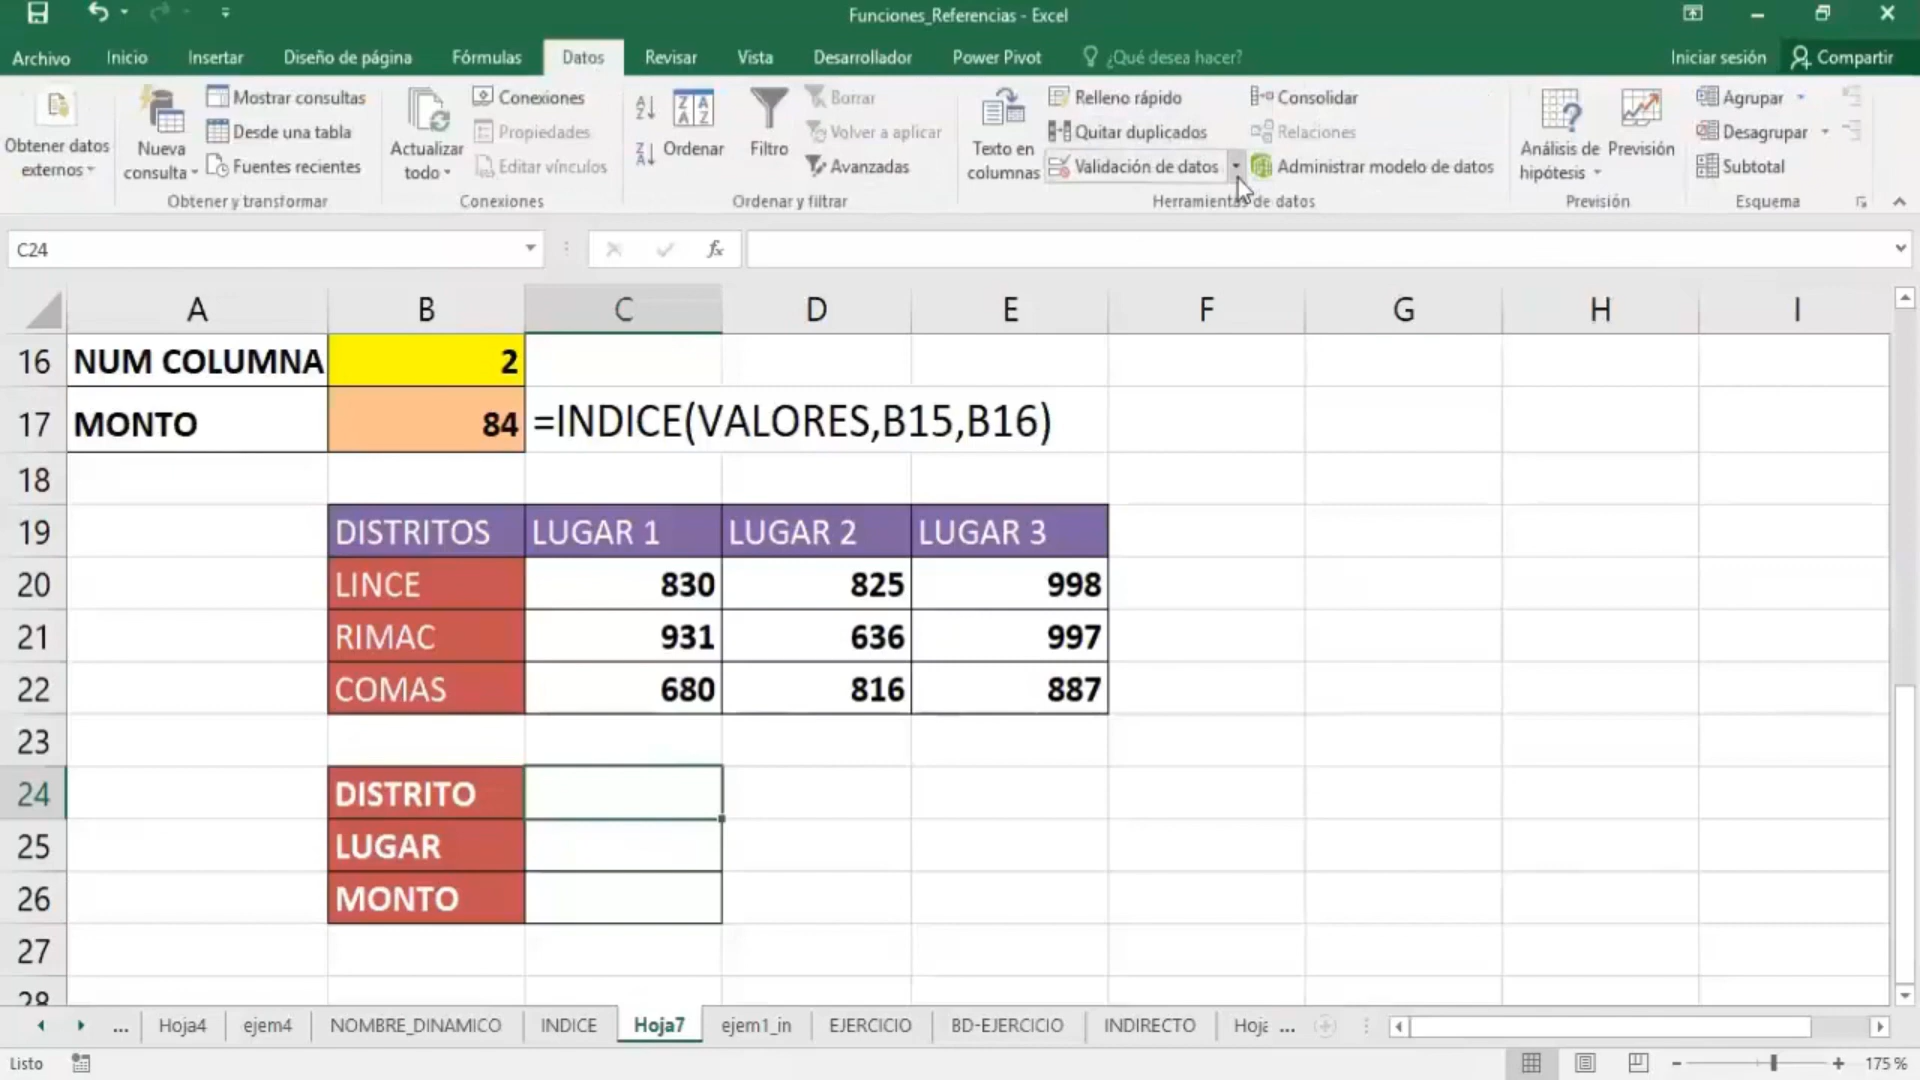 Funciones_Referencias - Excel
Archivo Inicio Insertar Diseño de página Fórmulas Datos Revisar Vista Desarrollador Power Pivot ¿Qué desea hacer? Iniciar sesión Compartir
Obtener datos externos
Nueva consulta
Mostrar consultas
Desde una tabla
Fuentes recientes
Obtener y transformar
Actualizar todo
Conexiones
Propiedades
Editar vínculos
Conexiones
Ordenar
Filtro
Borrar
Volver a aplicar
Avanzadas
Ordenar y filtrar
Texto en columnas
Relleno rápido
Quitar duplicados
Validación de datos
Consolidar
Relaciones
Administrar modelo de datos
Herramientas de datos
Análisis de hipótesis
Previsión
Previsión
Agrupar
Desagrupar
Subtotal
Esquema
C24 fx
A B C D E F G H I
16 NUM COLUMNA 2
17 MONTO 84 =INDICE(VALORES,B15,B16)
18
19 DISTRITOS LUGAR 1 LUGAR 2 LUGAR 3
20 LINCE 830 825 998
21 RIMAC 931 636 997
22 COMAS 680 816 887
23
24 DISTRITO
25 LUGAR
26 MONTO
27
28
... Hoja4 ejem4 NOMBRE_DINAMICO INDICE Hoja7 ejem1_in EJERCICIO BD-EJERCICIO INDIRECTO Hoja ...
Listo 175 %